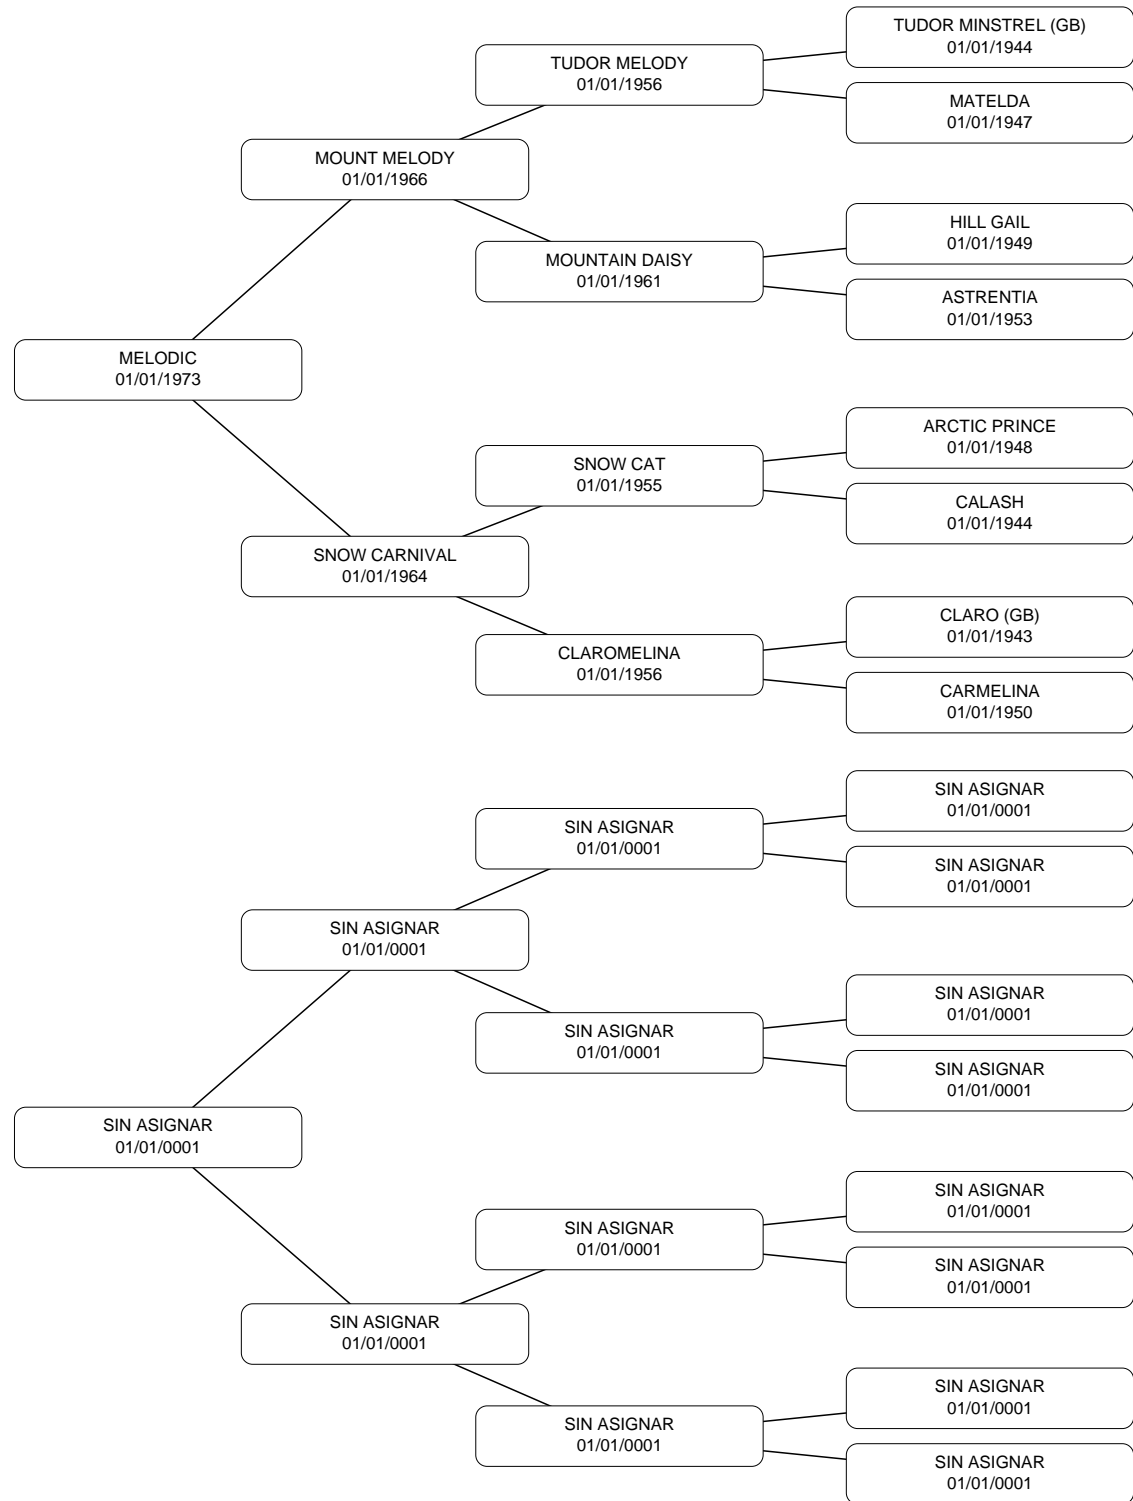 TUDOR MINSTREL (GB)
01/01/1944
TUDOR MELODY
01/01/1956
MATELDA
01/01/1947
MOUNT MELODY
01/01/1966
HILL GAIL
01/01/1949
MOUNTAIN DAISY
01/01/1961
ASTRENTIA
01/01/1953
MELODIC
01/01/1973
ARCTIC PRINCE
01/01/1948
SNOW CAT
01/01/1955
CALASH
01/01/1944
SNOW CARNIVAL
01/01/1964
CLARO (GB)
01/01/1943
CLAROMELINA
01/01/1956
CARMELINA
01/01/1950
SIN ASIGNAR
01/01/0001
SIN ASIGNAR
01/01/0001
SIN ASIGNAR
01/01/0001
SIN ASIGNAR
01/01/0001
SIN ASIGNAR
01/01/0001
SIN ASIGNAR
01/01/0001
SIN ASIGNAR
01/01/0001
SIN ASIGNAR
01/01/0001
SIN ASIGNAR
01/01/0001
SIN ASIGNAR
01/01/0001
SIN ASIGNAR
01/01/0001
SIN ASIGNAR
01/01/0001
SIN ASIGNAR
01/01/0001
SIN ASIGNAR
01/01/0001
SIN ASIGNAR
01/01/0001